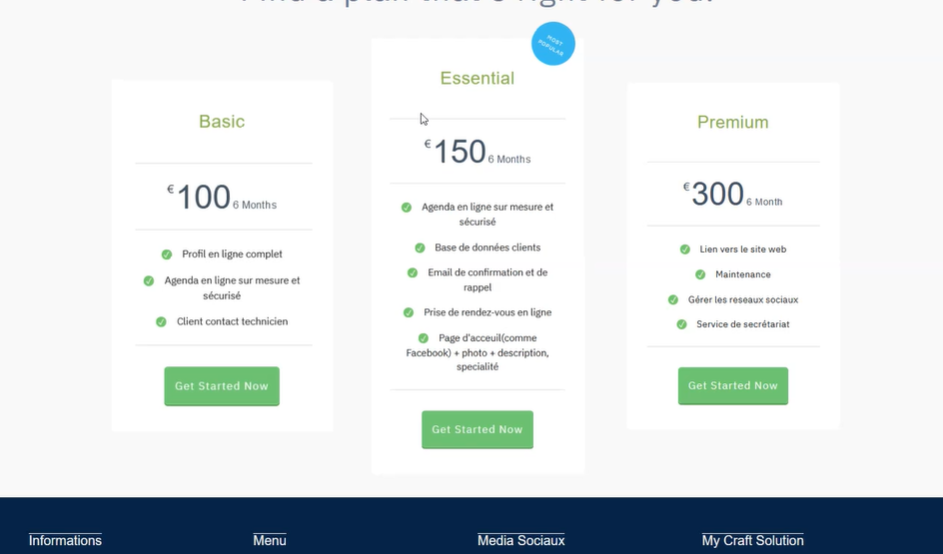 Find a plan that's right for you.
MOST
POPULAR
Basic
€100 6 Months
Profil en ligne complet
Agenda en ligne sur mesure et
sécurisé
Client contact technicien
Get Started Now
Essential
€150 6 Months
Agenda en ligne sur mesure et
sécurisé
Base de données clients
Email de confirmation et de
rappel
Prise de rendez-vous en ligne
Page d'acceuil(comme
Facebook) + photo + description,
specialité
Get Started Now
Premium
€300 6 Month
Lien vers le site web
Maintenance
Gérer les reseaux sociaux
Service de secrétariat
Get Started Now
Informations
Menu
Media Sociaux
My Craft Solution